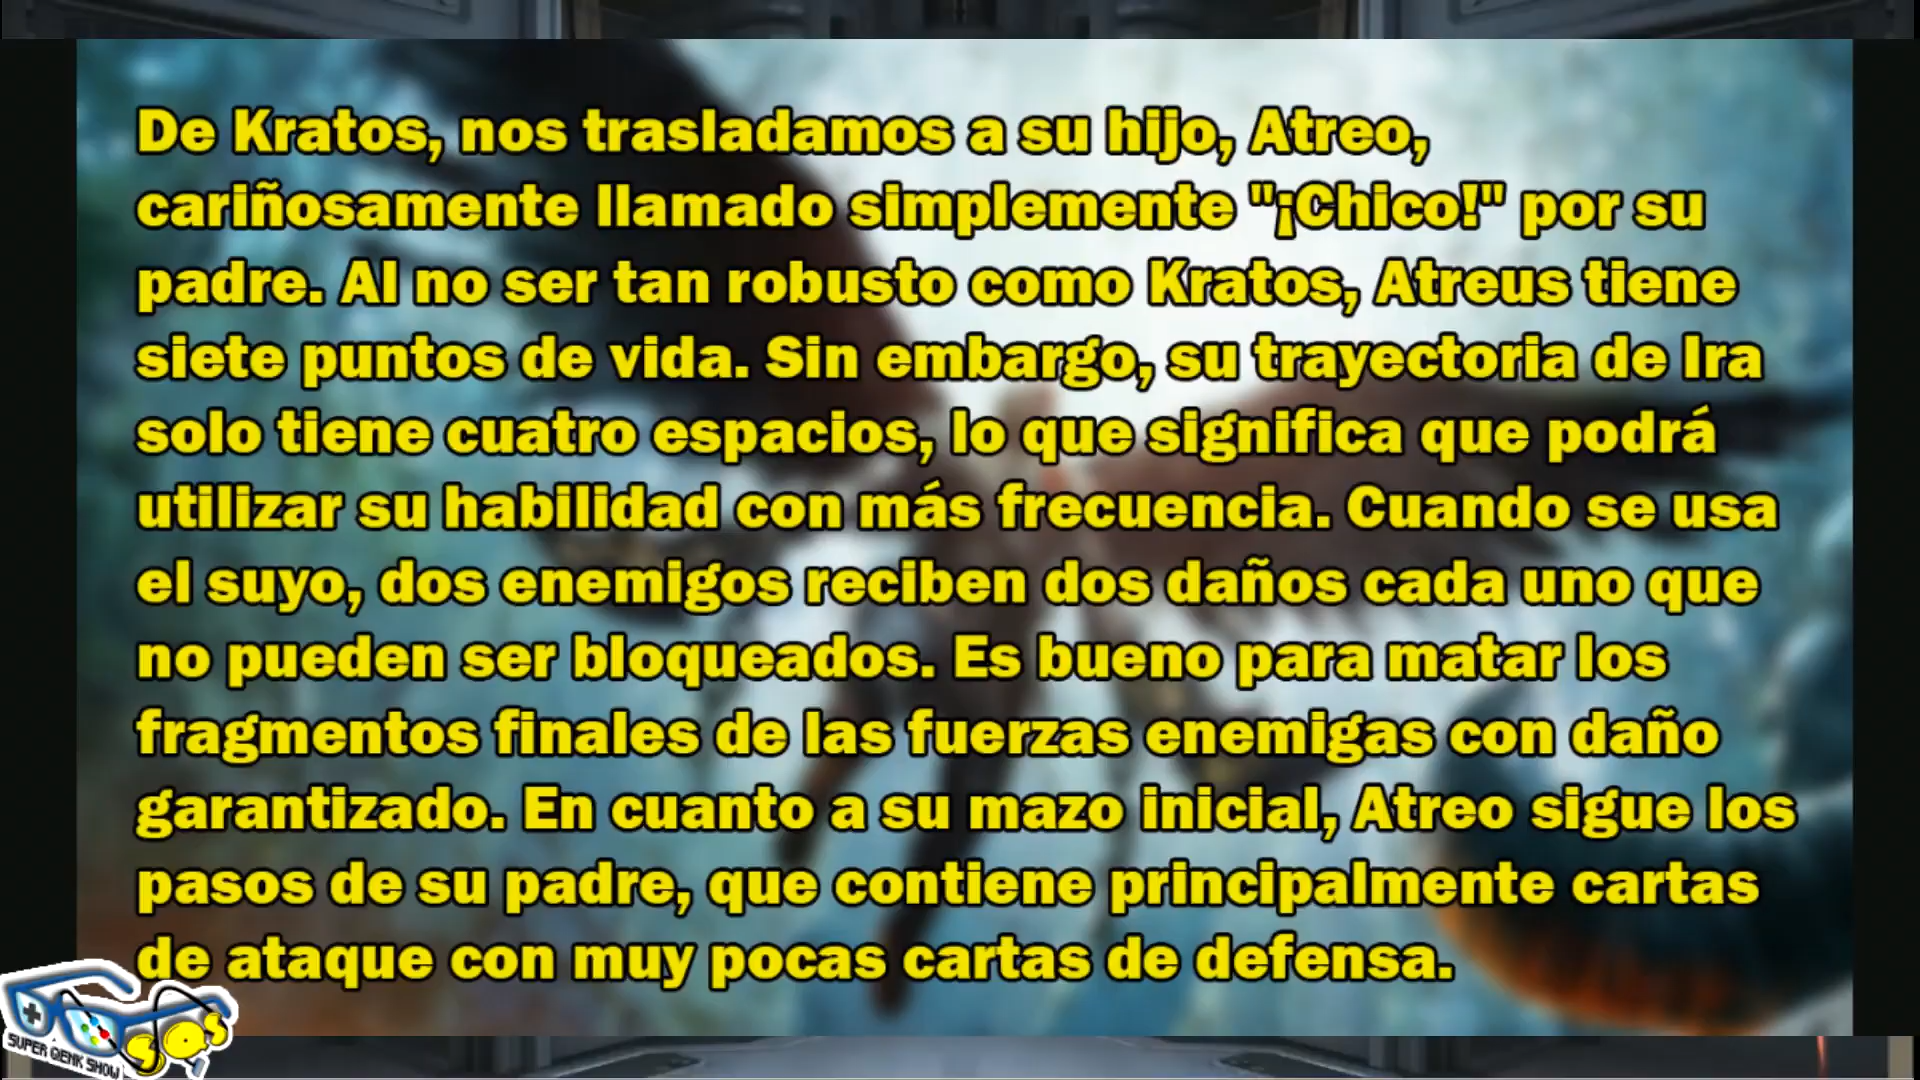 De Kratos, nos trasladamos a su hijo, Atreo,
cariñosamente llamado simplemente "¡Chico!" por su
padre. Al no ser tan robusto como Kratos, Atreus tiene
siete puntos de vida. Sin embargo, su trayectoria de Ira
solo tiene cuatro espacios, lo que significa que podrá
utilizar su habilidad con más frecuencia. Cuando se usa
el suyo, dos enemigos reciben dos daños cada uno que
no pueden ser bloqueados. Es bueno para matar los
fragmentos finales de las fuerzas enemigas con daño
garantizado. En cuanto a su mazo inicial, Atreo sigue los
pasos de su padre, que contiene principalmente cartas
de ataque con muy pocas cartas de defensa.
SQS
SUPER QENK SHOW